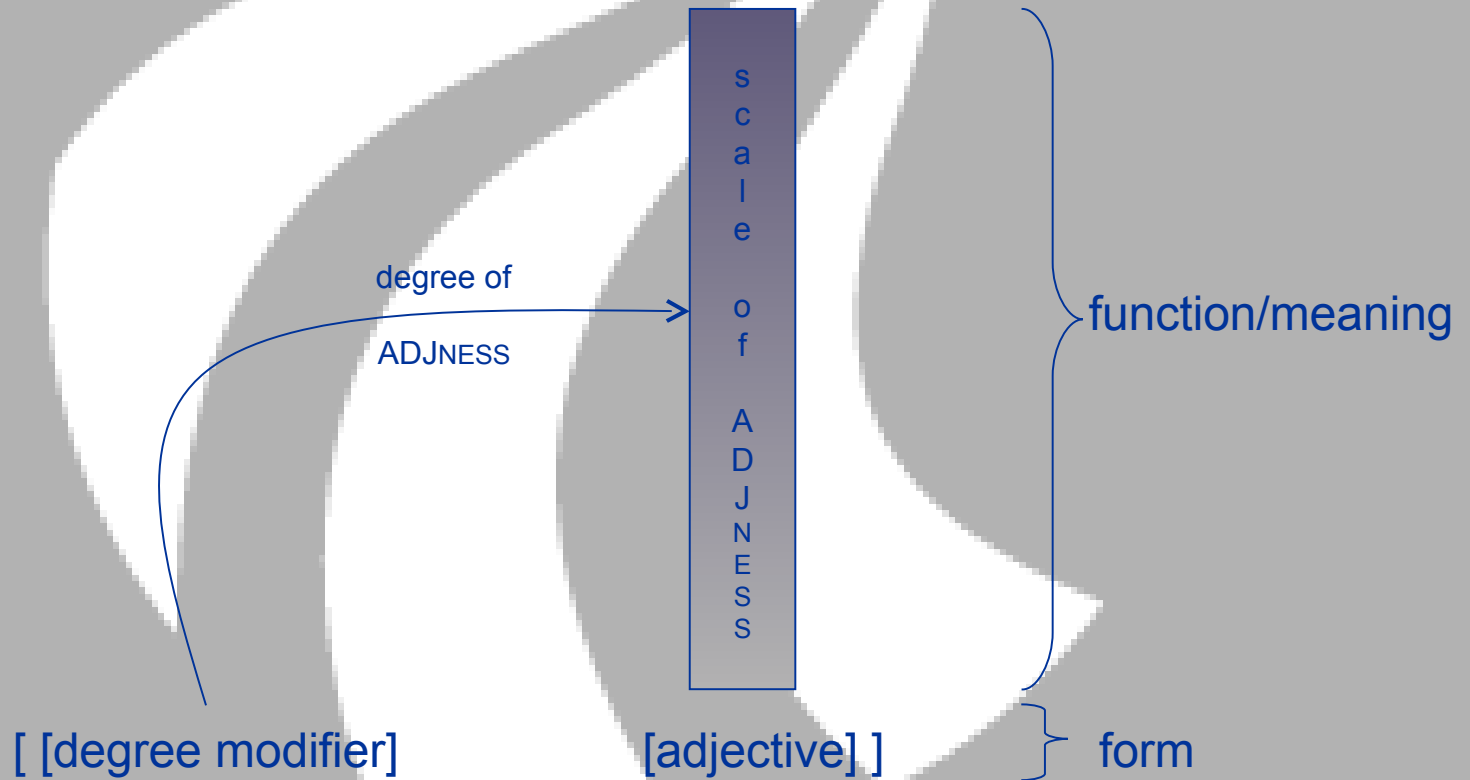 scale of ADJNESS
degree of
ADJNESS
function/meaning
[ [degree modifier] [adjective] ] form